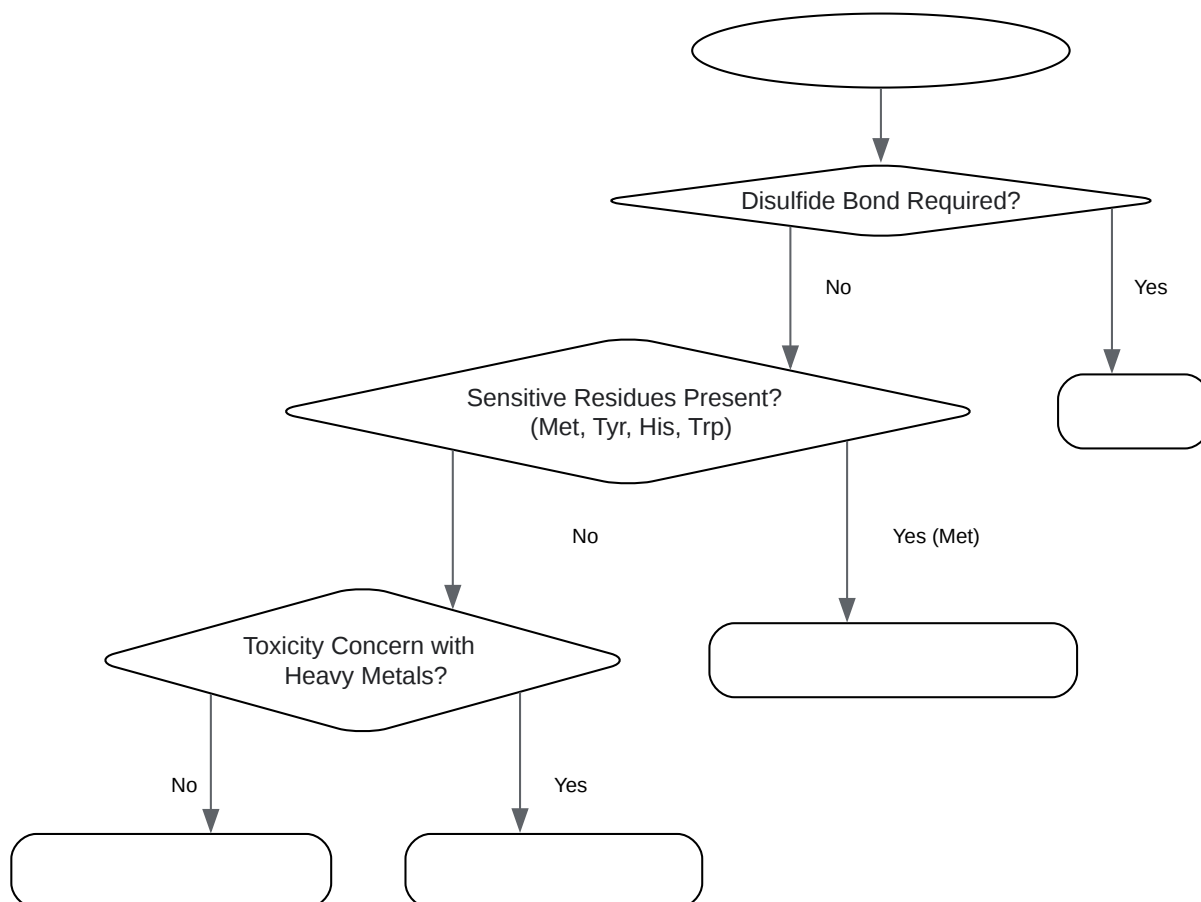 Disulfide Bond Required?
No
Yes
Sensitive Residues Present?
(Met, Tyr, His, Trp)
No
Yes (Met)
Toxicity Concern with
Heavy Metals?
No
Yes